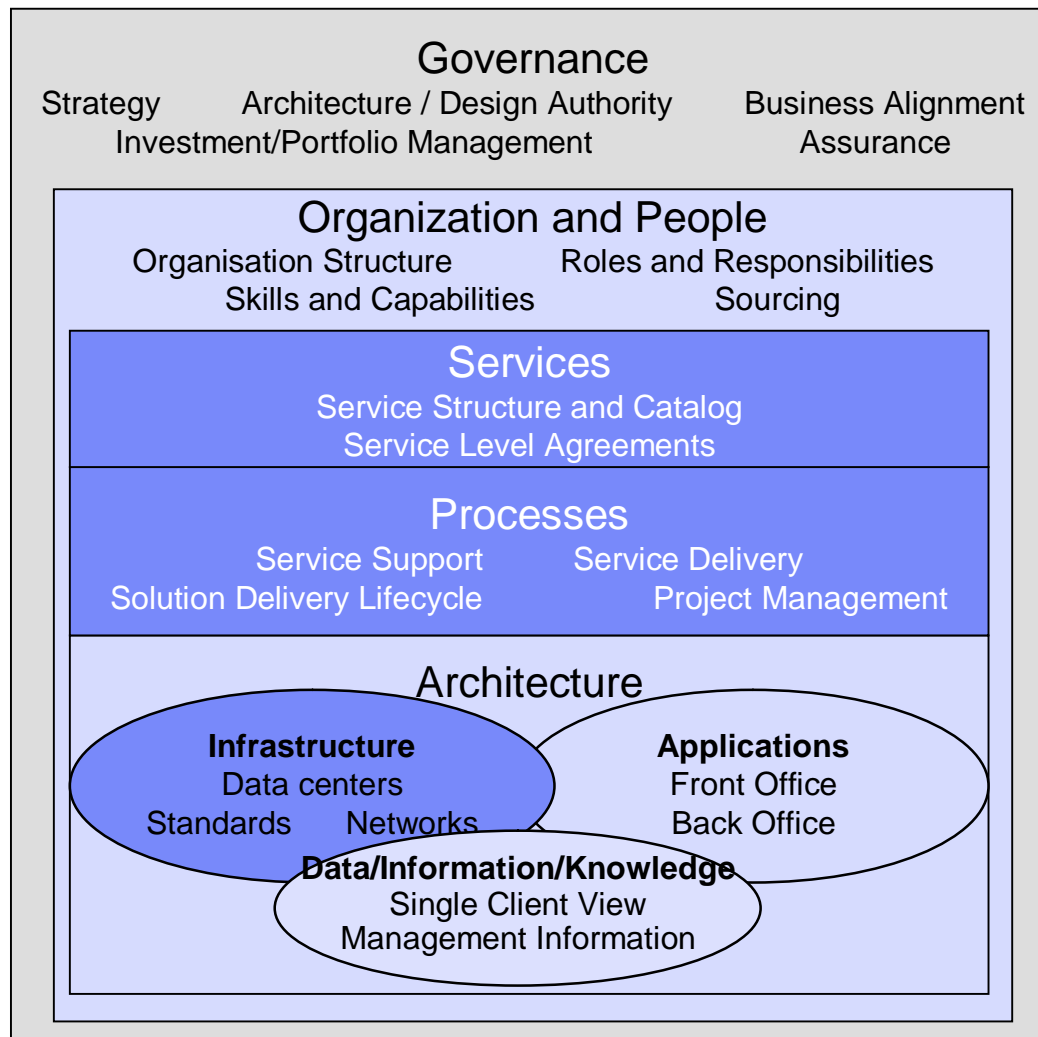 Governance
Strategy Architecture / Design Authority Business Alignment
Investment/Portfolio Management Assurance
Organization and People
Organisation Structure Roles and Responsibilities
Skills and Capabilities Sourcing
Services
Service Structure and Catalog
Service Level Agreements
Processes
Service Support Service Delivery
Solution Delivery Lifecycle Project Management
Architecture
Infrastructure
Data centers
Standards Networks
Applications
Front Office
Back Office
Data/Information/Knowledge
Single Client View
Management Information